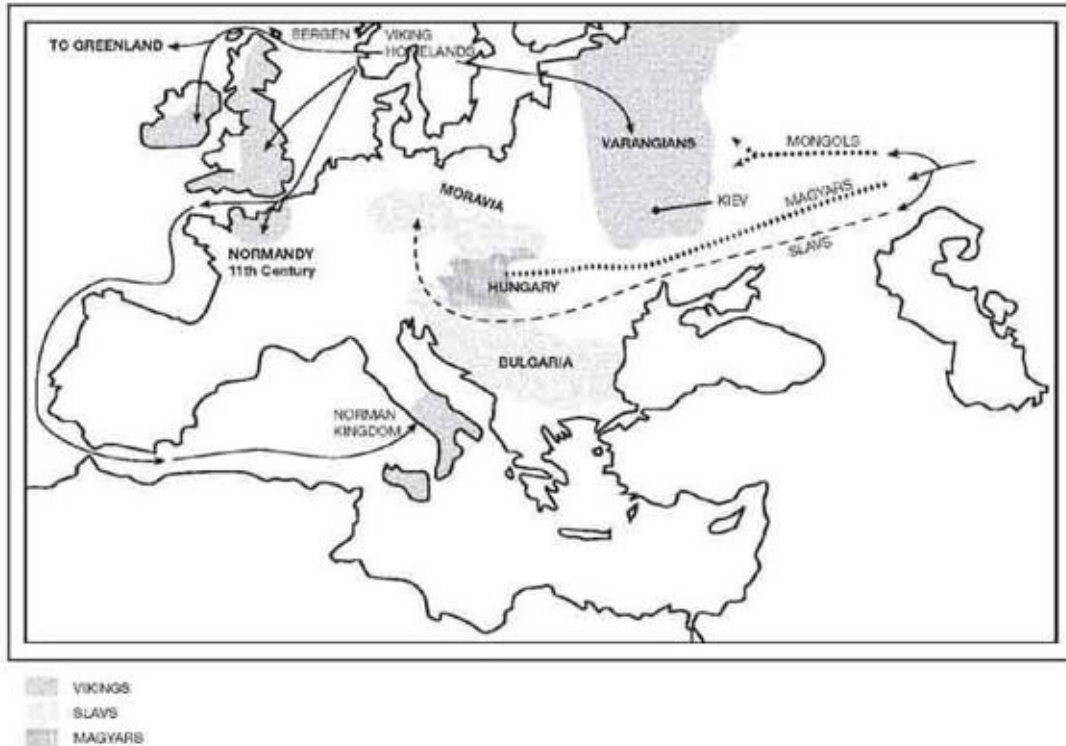 BERGEN
VIKING
HOMELANDS
TO GREENLAND
VARANGIANS
MONGOLS
MORAVIA
MAGYARS
KIEV
SLAVS
NORMANDY
11th Century
HUNGARY
BULGARIA
NORMAN
KINGDOM
VIKINGS
SLAVS
MAGYARS